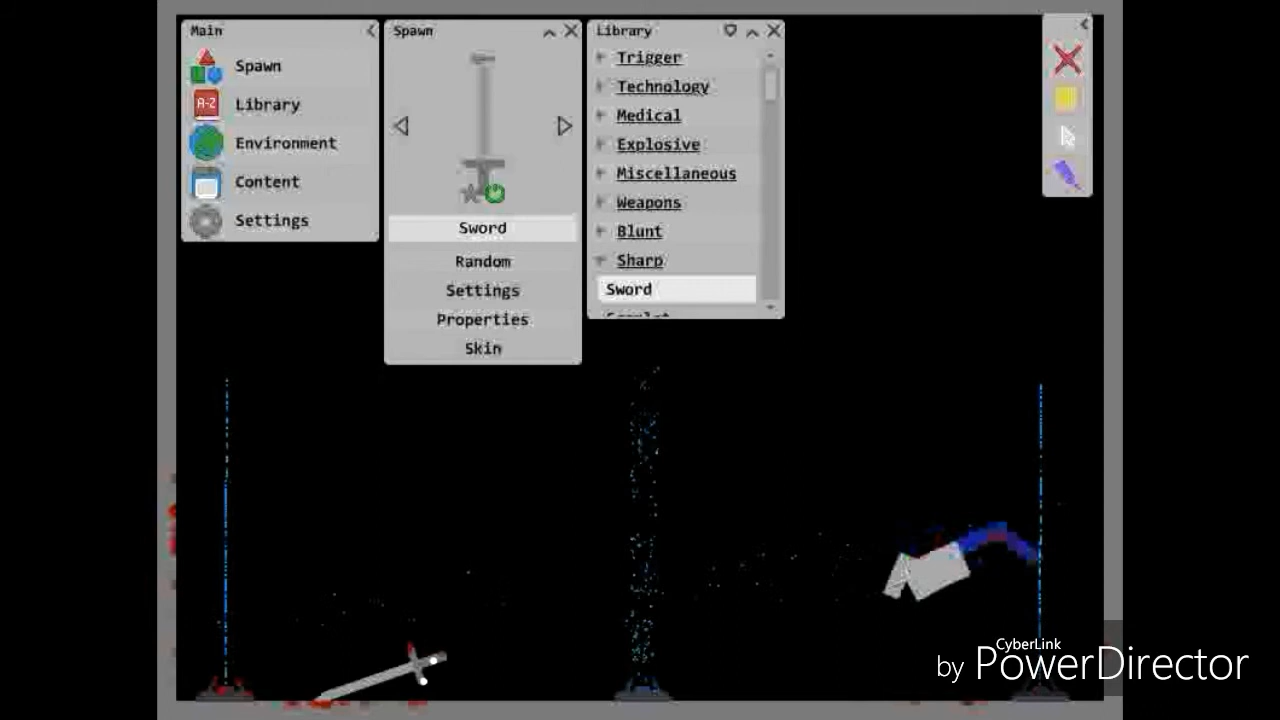 Main
Spawn
Library
Environment
Content
Settings
A-Z
Spawn
Sword
Random
Settings
Properties
Skin
Library
Trigger
Technology
Medical
Explosive
Miscellaneous
Weapons
Blunt
Sharp
Sword
CyberLink
by PowerDirector